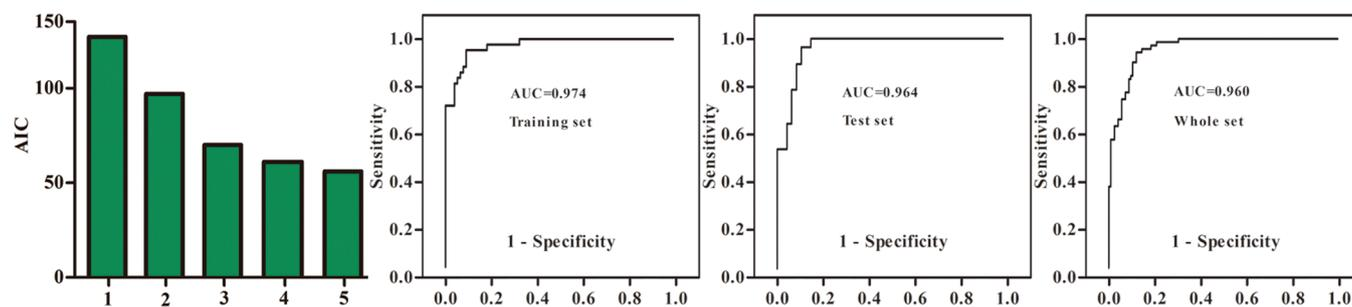 AIC
150
100
50
0
1 2 3 4 5
Sensitivity
1.0
0.8
0.6
0.4
0.2
0.0
AUC=0.974
Training set
1 - Specificity
0.0 0.2 0.4 0.6 0.8 1.0
Sensitivity
1.0
0.8
0.6
0.4
0.2
0.0
AUC=0.964
Test set
1 - Specificity
0.0 0.2 0.4 0.6 0.8 1.0
Sensitivity
1.0
0.8
0.6
0.4
0.2
0.0
AUC=0.960
Whole set
1 - Specificity
0.0 0.2 0.4 0.6 0.8 1.0